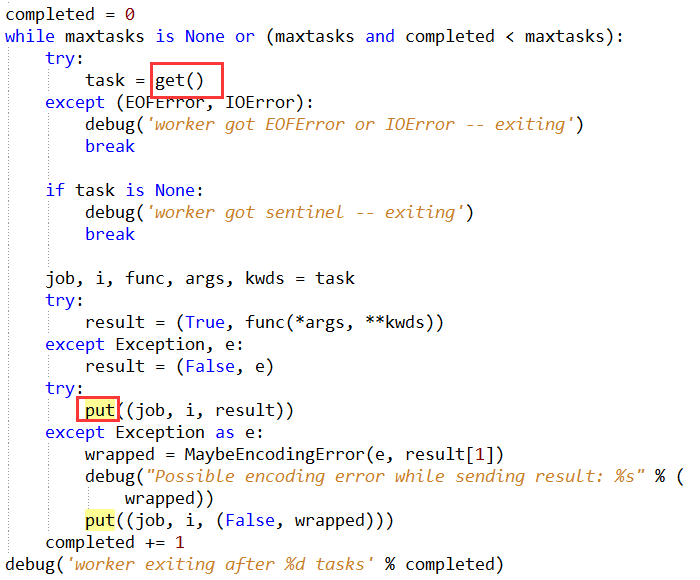 completed = 0
while maxtasks is None or (maxtasks and completed < maxtasks):
    try:
        task = get()
    except (EOFError, IOError):
        debug('worker got EOFError or IOError -- exiting')
        break

    if task is None:
        debug('worker got sentinel -- exiting')
        break

    job, i, func, args, kwds = task
    try:
        result = (True, func(*args, **kwds))
    except Exception, e:
        result = (False, e)
    try:
        put((job, i, result))
    except Exception as e:
        wrapped = MaybeEncodingError(e, result[1])
        debug("Possible encoding error while sending result: %s" % (
            wrapped))
        put((job, i, (False, wrapped)))
    completed += 1
debug('worker exiting after %d tasks' % completed)